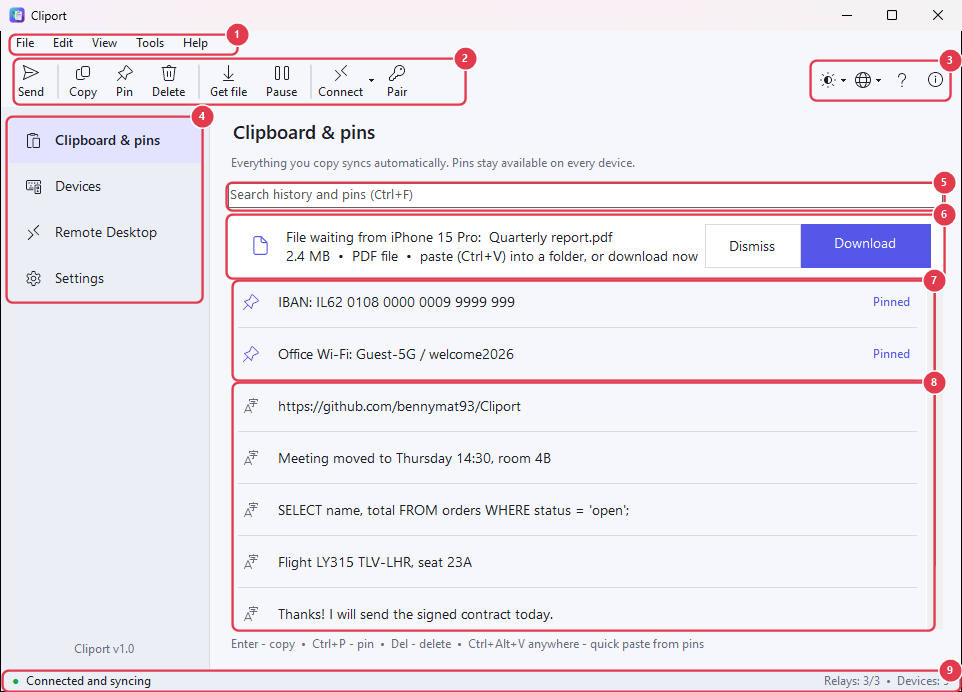 Cliport
File Edit View Tools Help
1
2
3
Send Copy Pin Delete Get file Pause Connect Pair
?
4
Clipboard & pins
Devices
Remote Desktop
Settings
Cliport v1.0
Clipboard & pins
Everything you copy syncs automatically. Pins stay available on every device.
5
Search history and pins (Ctrl+F)
6
File waiting from iPhone 15 Pro: Quarterly report.pdf
2.4 MB • PDF file • paste (Ctrl+V) into a folder, or download now
Dismiss
Download
7
IBAN: IL62 0108 0000 0009 9999 999 Pinned
Office Wi-Fi: Guest-5G / welcome2026 Pinned
8
https://github.com/bennymat93/Cliport
Meeting moved to Thursday 14:30, room 4B
SELECT name, total FROM orders WHERE status = 'open';
Flight LY315 TLV-LHR, seat 23A
Thanks! I will send the signed contract today.
Enter - copy • Ctrl+P - pin • Del - delete • Ctrl+Alt+V anywhere - quick paste from pins
9
Connected and syncing
Relays: 3/3 • Devices: